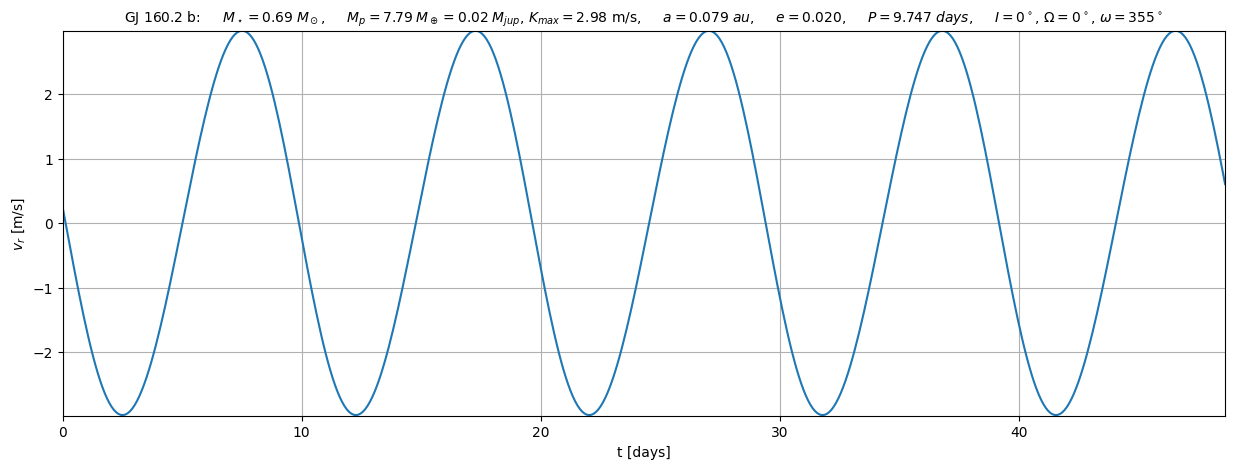 GJ 160.2 b: M⋆ = 0.69 M⊙, Mp = 7.79 M⊕ = 0.02 Mjup, Kmax = 2.98 m/s, a = 0.079 au, e = 0.020, P = 9.747 days, I = 0°, Ω = 0°, ω = 355°
2
1
0
−1
−2
vr [m/s]
0 10 20 30 40
t [days]